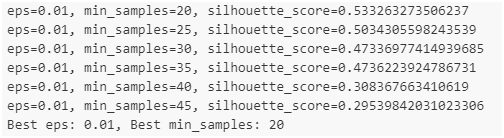 eps=0.01, min_samples=20, silhouette_score=0.533263273506237
eps=0.01, min_samples=25, silhouette_score=0.5034305598243539
eps=0.01, min_samples=30, silhouette_score=0.47336977414939685
eps=0.01, min_samples=35, silhouette_score=0.4736223924786731
eps=0.01, min_samples=40, silhouette_score=0.308367663410619
eps=0.01, min_samples=45, silhouette_score=0.29539842031023306
Best eps: 0.01, Best min_samples: 20